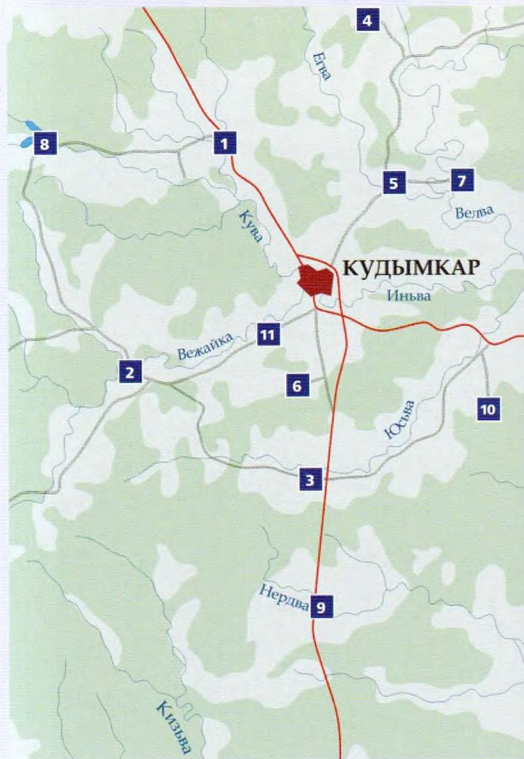 4
Егва
1
8
5
7
Велва
Кува
КУДЫМКАР
Иньва
11
Вежайка
2
6
10
Юсьва
3
Нердва
9
Кизьва